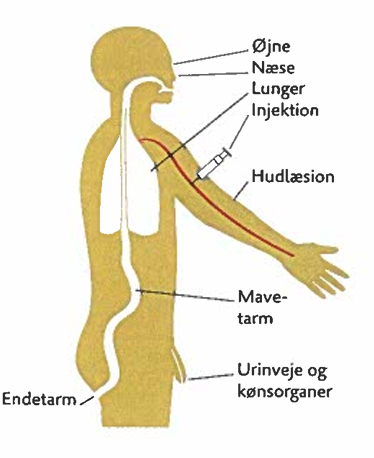 Øjne
Næse
Lunger
Injektion
Hudlæsion
Mave-
tarm
Urinveje og
kønsorganer
Endetarm